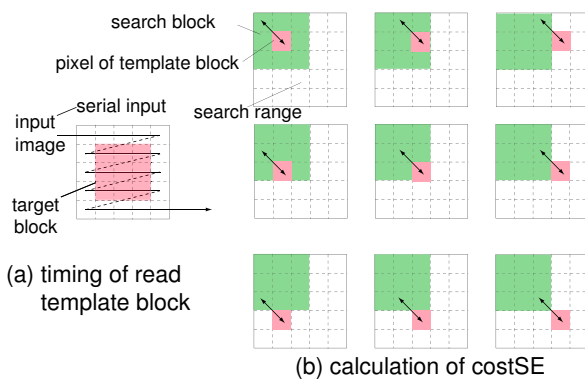 search block
pixel of template block
search range
serial input
input
image
target
block
(a) timing of read
template block
(b) calculation of costSE